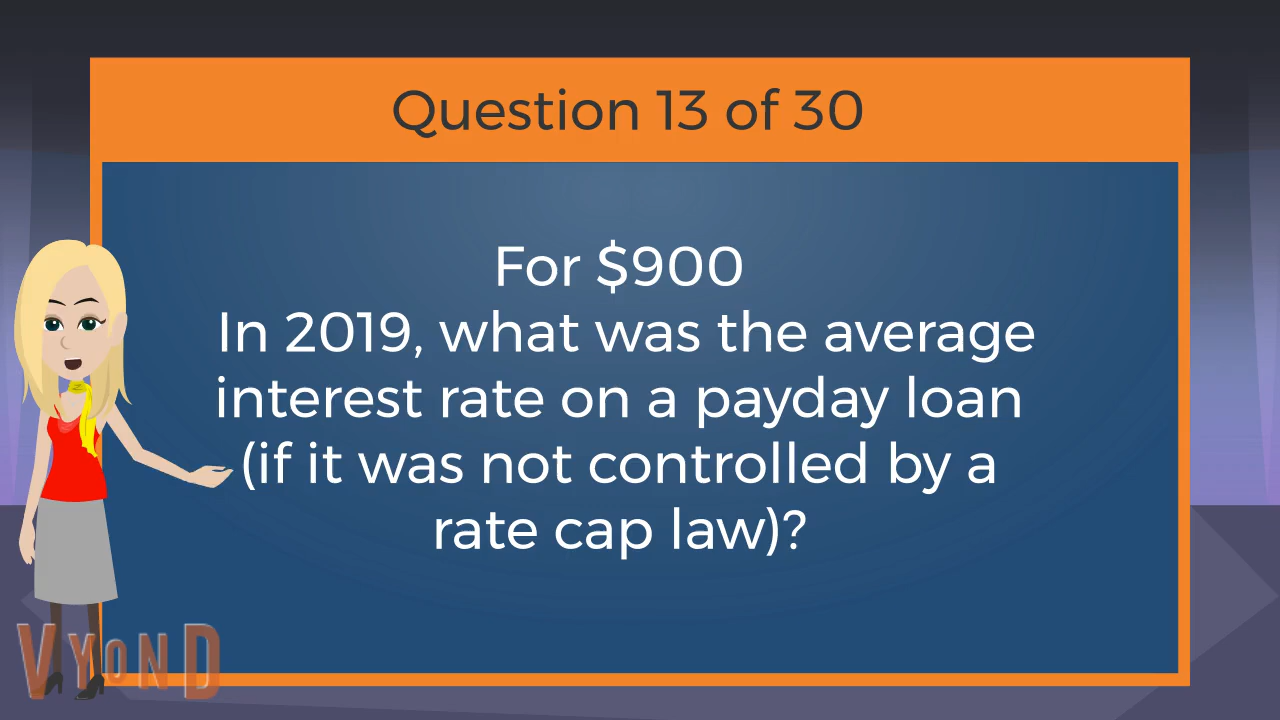 Question 13 of 30
For $900
In 2019, what was the average
interest rate on a payday loan
(if it was not controlled by a
rate cap law)?
VYOND